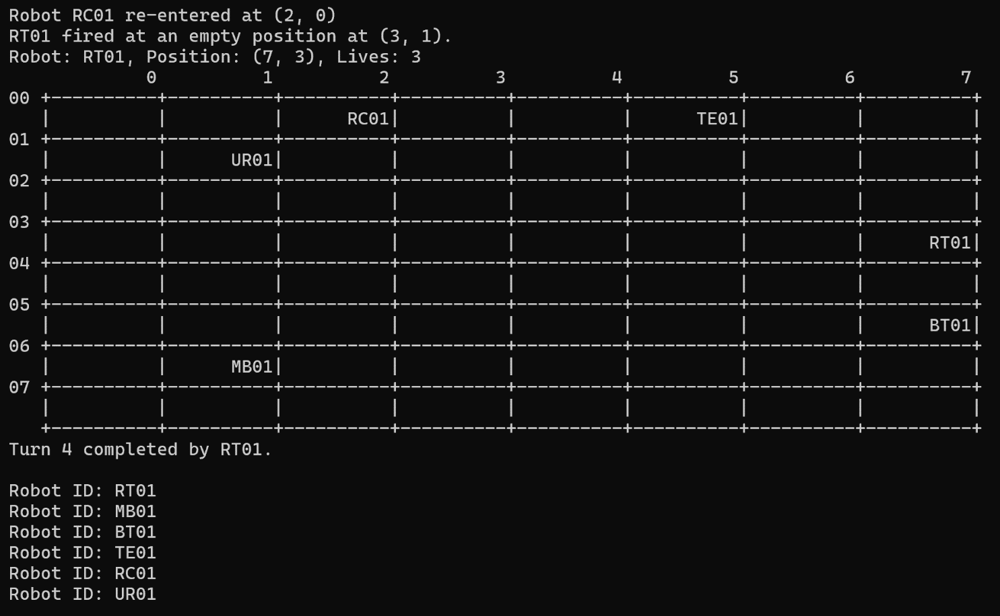 Robot RC01 re-entered at (2, 0)
RT01 fired at an empty position at (3, 1).
Robot: RT01, Position: (7, 3), Lives: 3
             0          1          2          3          4          5          6          7
00 +----------+----------+----------+----------+----------+----------+----------+----------+
   |          |          |      RC01|          |          |      TE01|          |          |
01 +----------+----------+----------+----------+----------+----------+----------+----------+
   |          |      UR01|          |          |          |          |          |          |
02 +----------+----------+----------+----------+----------+----------+----------+----------+
   |          |          |          |          |          |          |          |          |
03 +----------+----------+----------+----------+----------+----------+----------+----------+
   |          |          |          |          |          |          |          |      RT01|
04 +----------+----------+----------+----------+----------+----------+----------+----------+
   |          |          |          |          |          |          |          |          |
05 +----------+----------+----------+----------+----------+----------+----------+----------+
   |          |          |          |          |          |          |          |      BT01|
06 +----------+----------+----------+----------+----------+----------+----------+----------+
   |          |      MB01|          |          |          |          |          |          |
07 +----------+----------+----------+----------+----------+----------+----------+----------+
   |          |          |          |          |          |          |          |          |
   +----------+----------+----------+----------+----------+----------+----------+----------+
Turn 4 completed by RT01.

Robot ID: RT01
Robot ID: MB01
Robot ID: BT01
Robot ID: TE01
Robot ID: RC01
Robot ID: UR01